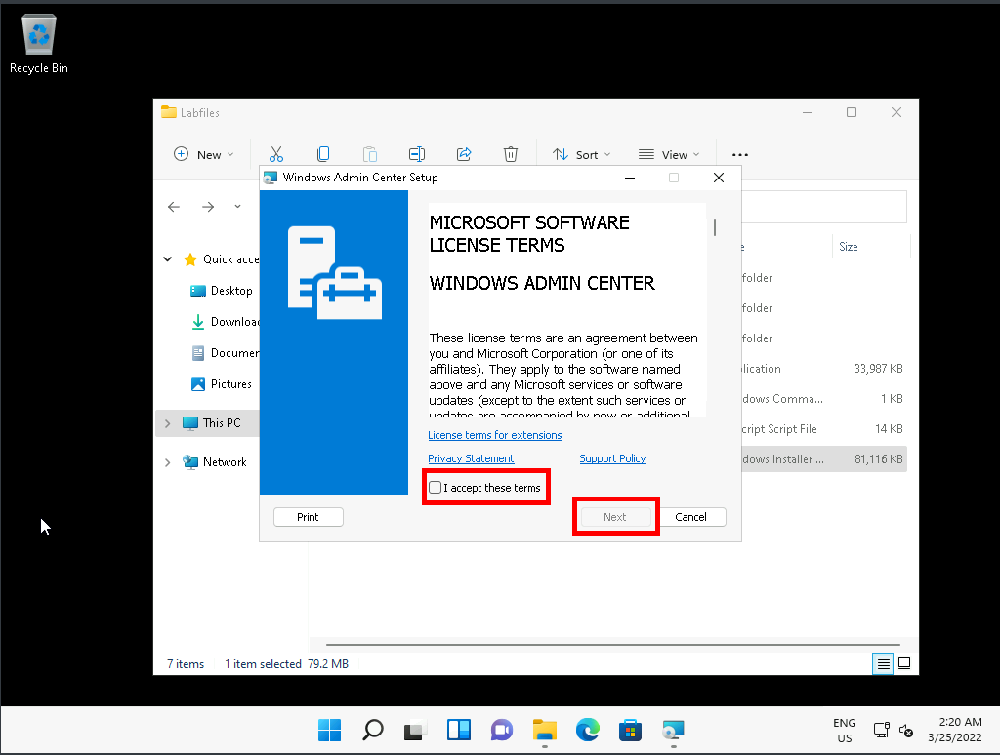 Recycle Bin
Labfiles
New
Sort
View
Windows Admin Center Setup
MICROSOFT SOFTWARE
LICENSE TERMS
WINDOWS ADMIN CENTER
These license terms are an agreement between
you and Microsoft Corporation (or one of its
affiliates). They apply to the software named
above and any Microsoft services or software
updates (except to the extent such services or
updates are accompanied by new or additional
License terms for extensions
Privacy Statement
Support Policy
I accept these terms
Print
Next
Cancel
Quick acce
Desktop
Downloa
Documer
Pictures
This PC
Network
Size
folder
folder
folder
lication
33,987 KB
dows Comma...
1 KB
cript Script File
14 KB
dows Installer ...
81,116 KB
7 items
1 item selected
79.2 MB
ENG
US
2:20 AM
3/25/2022